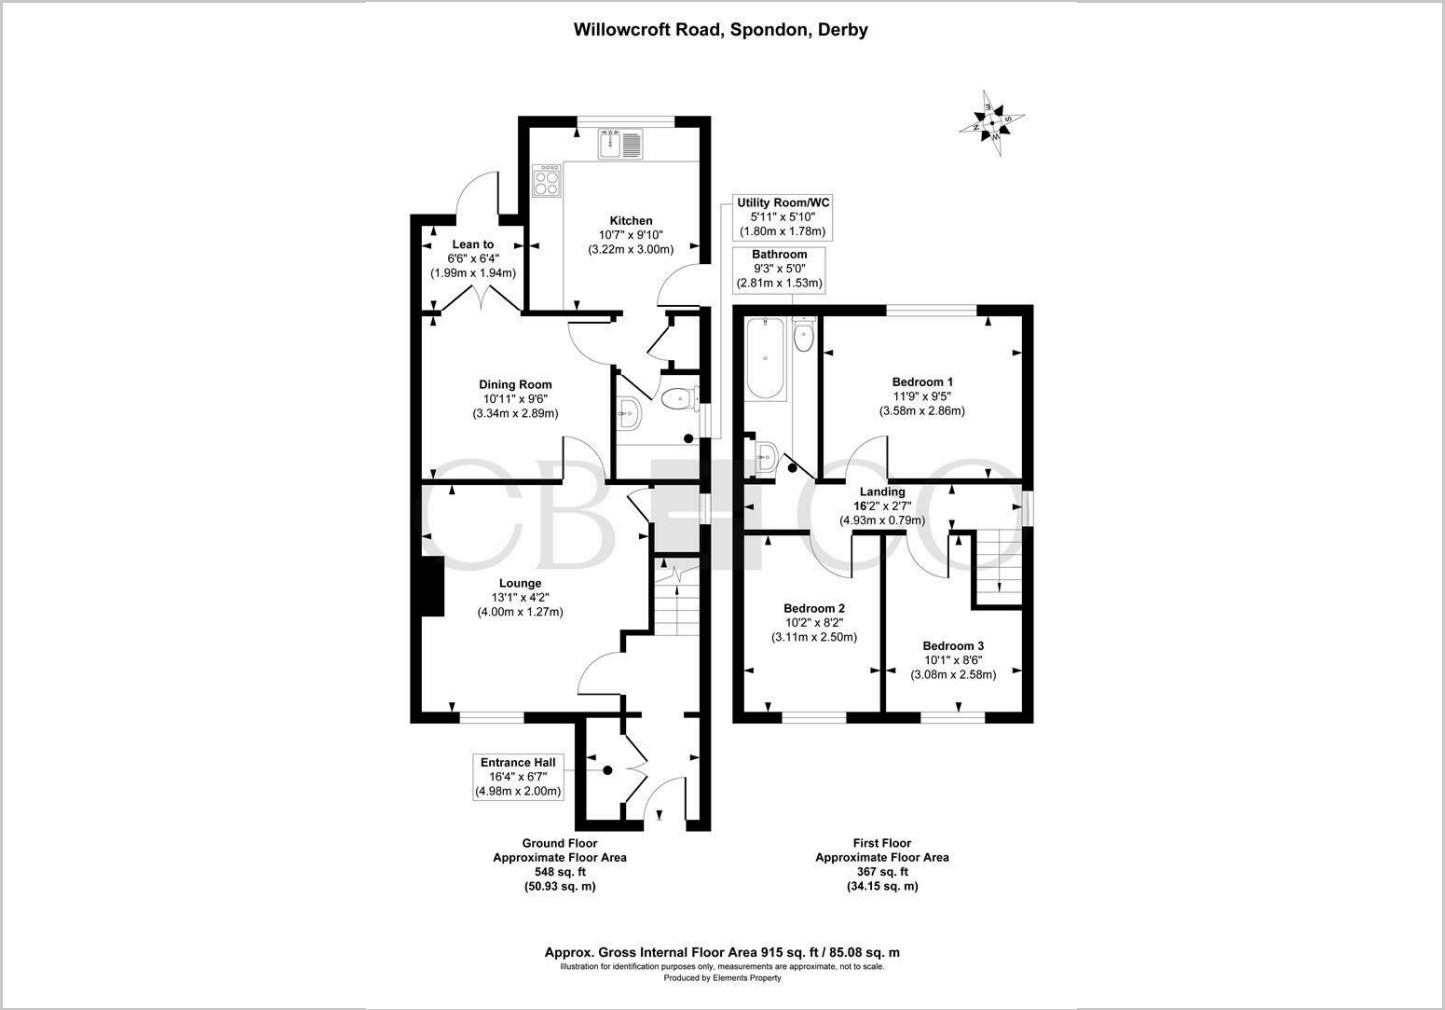 Willowcroft Road, Spondon, Derby
E
S
N
W
Kitchen
10'7" x 9'10"
(3.22m x 3.00m)
Lean to
6'6" x 6'4"
(1.99m x 1.94m)
Utility Room/WC
5'11" x 5'10"
(1.80m x 1.78m)
Bathroom
9'3" x 5'0"
(2.81m x 1.53m)
Dining Room
10'11" x 9'6"
(3.34m x 2.89m)
Bedroom 1
11'9" x 9'5"
(3.58m x 2.86m)
CB H CO
Landing
16'2" x 2'7"
(4.93m x 0.79m)
Lounge
13'1" x 4'2"
(4.00m x 1.27m)
Bedroom 2
10'2" x 8'2"
(3.11m x 2.50m)
Bedroom 3
10'1" x 8'6"
(3.08m x 2.58m)
Entrance Hall
16'4" x 6'7"
(4.98m x 2.00m)
Ground Floor
Approximate Floor Area
548 sq. ft
(50.93 sq. m)
First Floor
Approximate Floor Area
367 sq. ft
(34.15 sq. m)
Approx. Gross Internal Floor Area 915 sq. ft / 85.08 sq. m
Illustration for identification purposes only, measurements are approximate, not to scale.
Produced by Elements Property